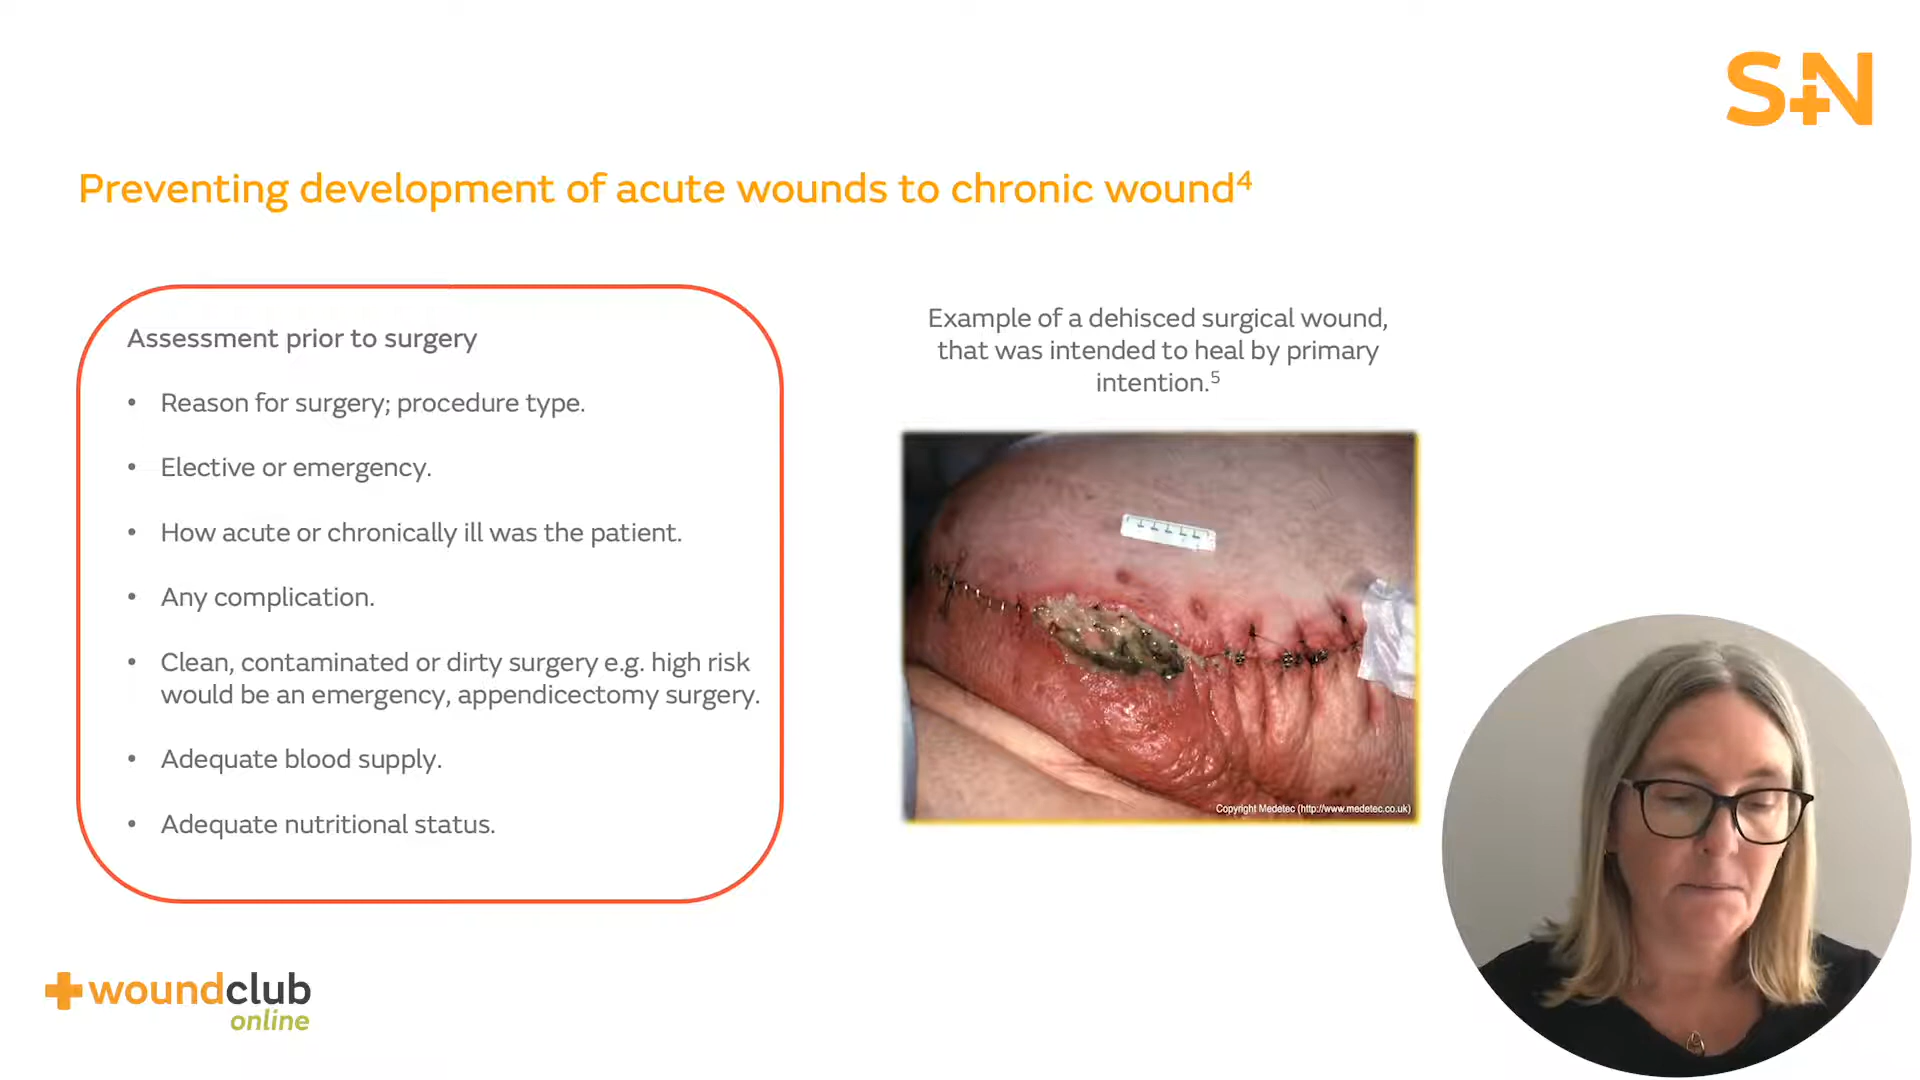 S+N
Preventing development of acute wounds to chronic wound⁴
Assessment prior to surgery
• Reason for surgery; procedure type.
• Elective or emergency.
• How acute or chronically ill was the patient.
• Any complication.
• Clean, contaminated or dirty surgery e.g. high risk
would be an emergency, appendicectomy surgery.
• Adequate blood supply.
• Adequate nutritional status.
Example of a dehisced surgical wound,
that was intended to heal by primary
intention.⁵
Copyright Medetec (http://www.medetec.co.uk)
woundclub
online